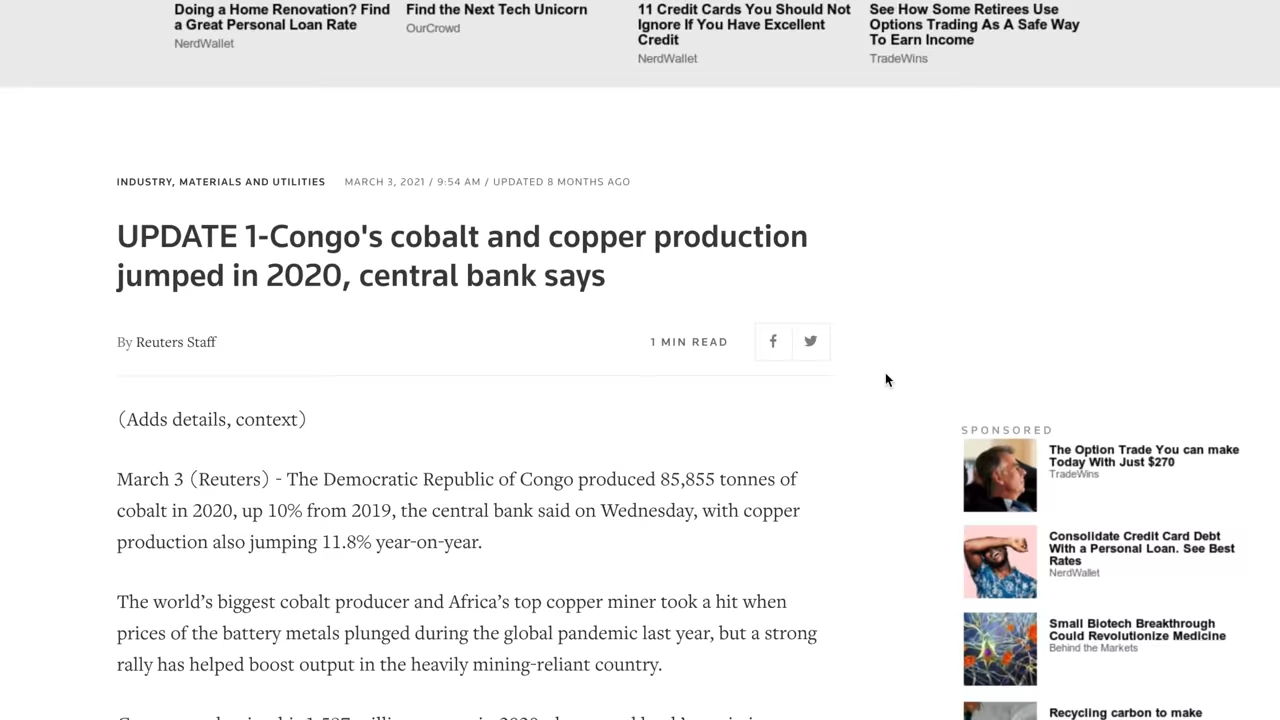 Doing a Home Renovation? Find
a Great Personal Loan Rate
NerdWallet
Find the Next Tech Unicorn
OurCrowd
11 Credit Cards You Should Not
Ignore If You Have Excellent
Credit
NerdWallet
See How Some Retirees Use
Options Trading As A Safe Way
To Earn Income
TradeWins
INDUSTRY, MATERIALS AND UTILITIES MARCH 3, 2021 / 9:54 AM / UPDATED 8 MONTHS AGO
UPDATE 1-Congo's cobalt and copper production
jumped in 2020, central bank says
By Reuters Staff
1 MIN READ
(Adds details, context)
March 3 (Reuters) - The Democratic Republic of Congo produced 85,855 tonnes of
cobalt in 2020, up 10% from 2019, the central bank said on Wednesday, with copper
production also jumping 11.8% year-on-year.
The world’s biggest cobalt producer and Africa’s top copper miner took a hit when
prices of the battery metals plunged during the global pandemic last year, but a strong
rally has helped boost output in the heavily mining-reliant country.
SPONSORED
The Option Trade You can make
Today With Just $270
TradeWins
Consolidate Credit Card Debt
With a Personal Loan. See Best
Rates
NerdWallet
Small Biotech Breakthrough
Could Revolutionize Medicine
Behind the Markets
Recycling carbon to make